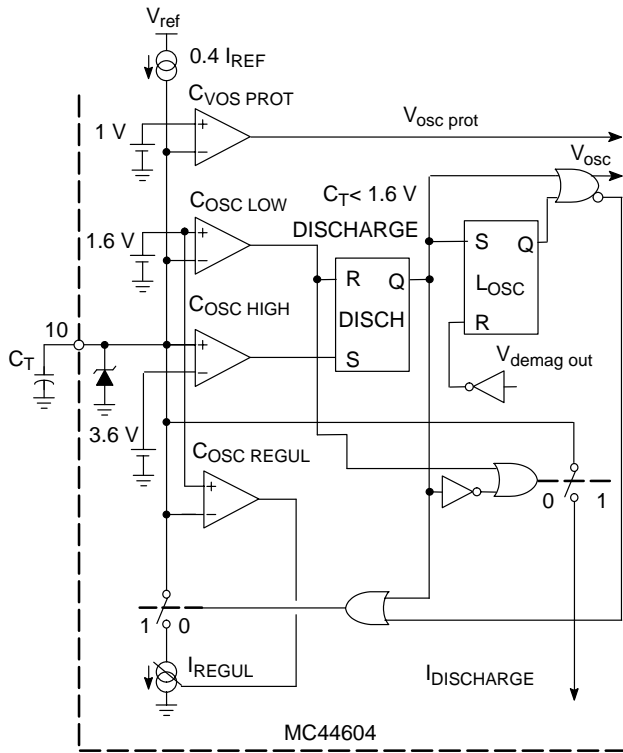 Vref
0.4 IREF
CVOS PROT
1 V
+
−
Vosc prot
Vosc
COSC LOW
CT< 1.6 V
1.6 V
+
−
DISCHARGE
S Q
LOSC
R
R Q
DISCH
S
COSC HIGH
10
+
−
CT
Vdemag out
3.6 V
COSC REGUL
+
−
0 1
1 0
IREGUL
IDISCHARGE
MC44604